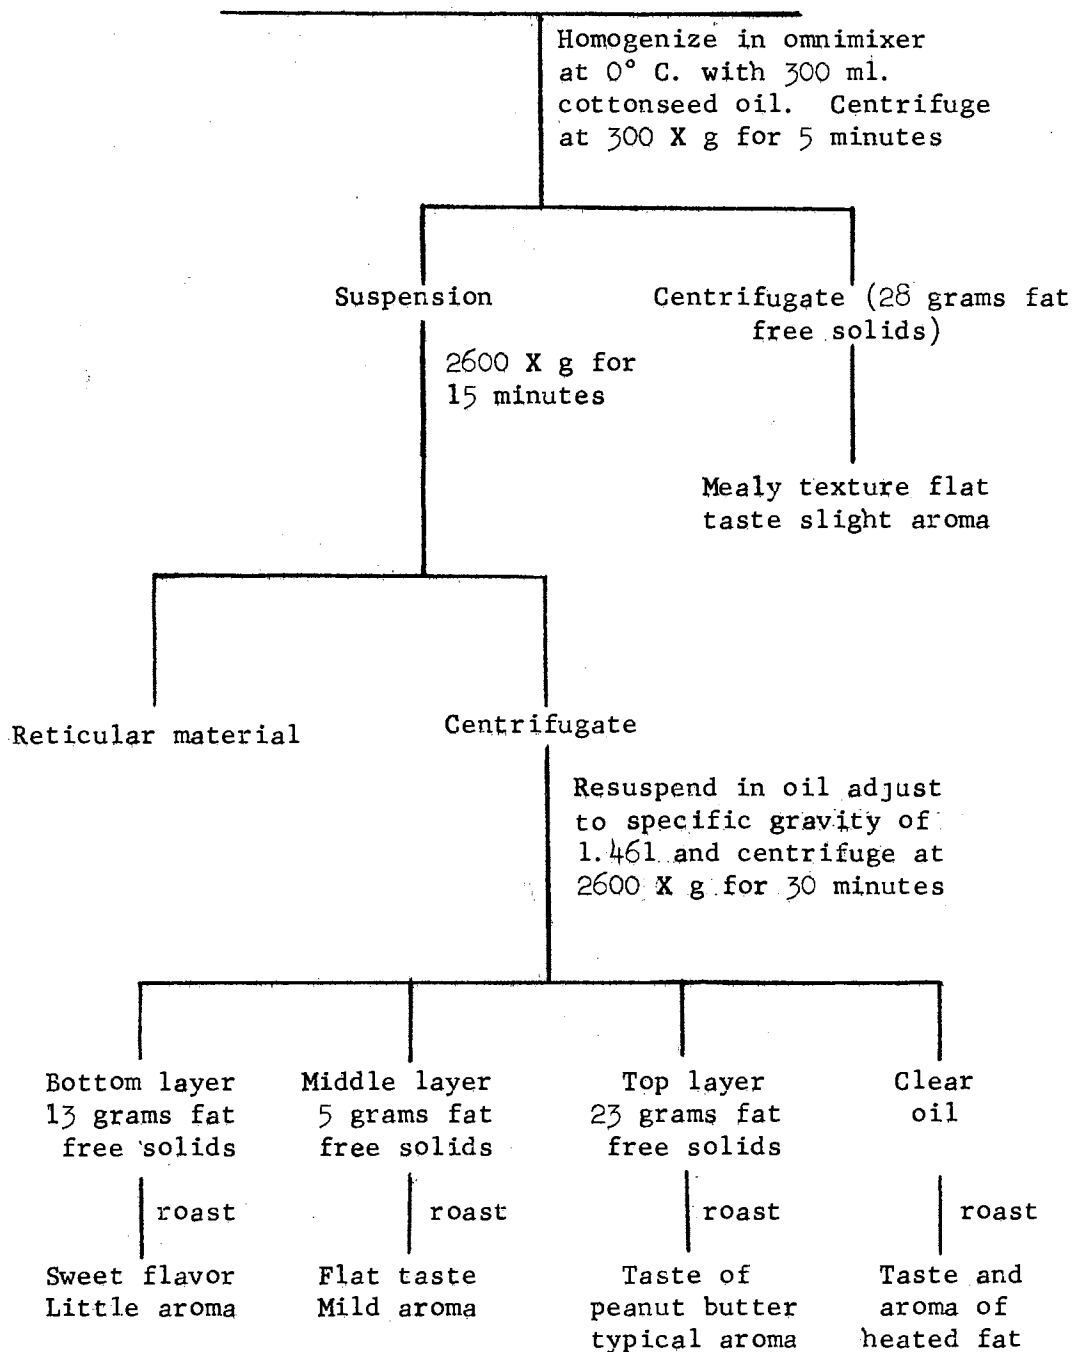 Homogenize in omnimixer
at 0° C. with 300 ml.
cottonseed oil. Centrifuge
at 300 X g for 5 minutes
Suspension
Centrifugate (28 grams fat
free solids)
2600 X g for
15 minutes
Mealy texture flat
taste slight aroma
Reticular material
Centrifugate
Resuspend in oil adjust
to specific gravity of
1.461 and centrifuge at
2600 X g for 30 minutes
Bottom layer
13 grams fat
free solids
Middle layer
5 grams fat
free solids
Top layer
23 grams fat
free solids
Clear
oil
roast
roast
roast
roast
Sweet flavor
Little aroma
Flat taste
Mild aroma
Taste of
peanut butter
typical aroma
Taste and
aroma of
heated fat